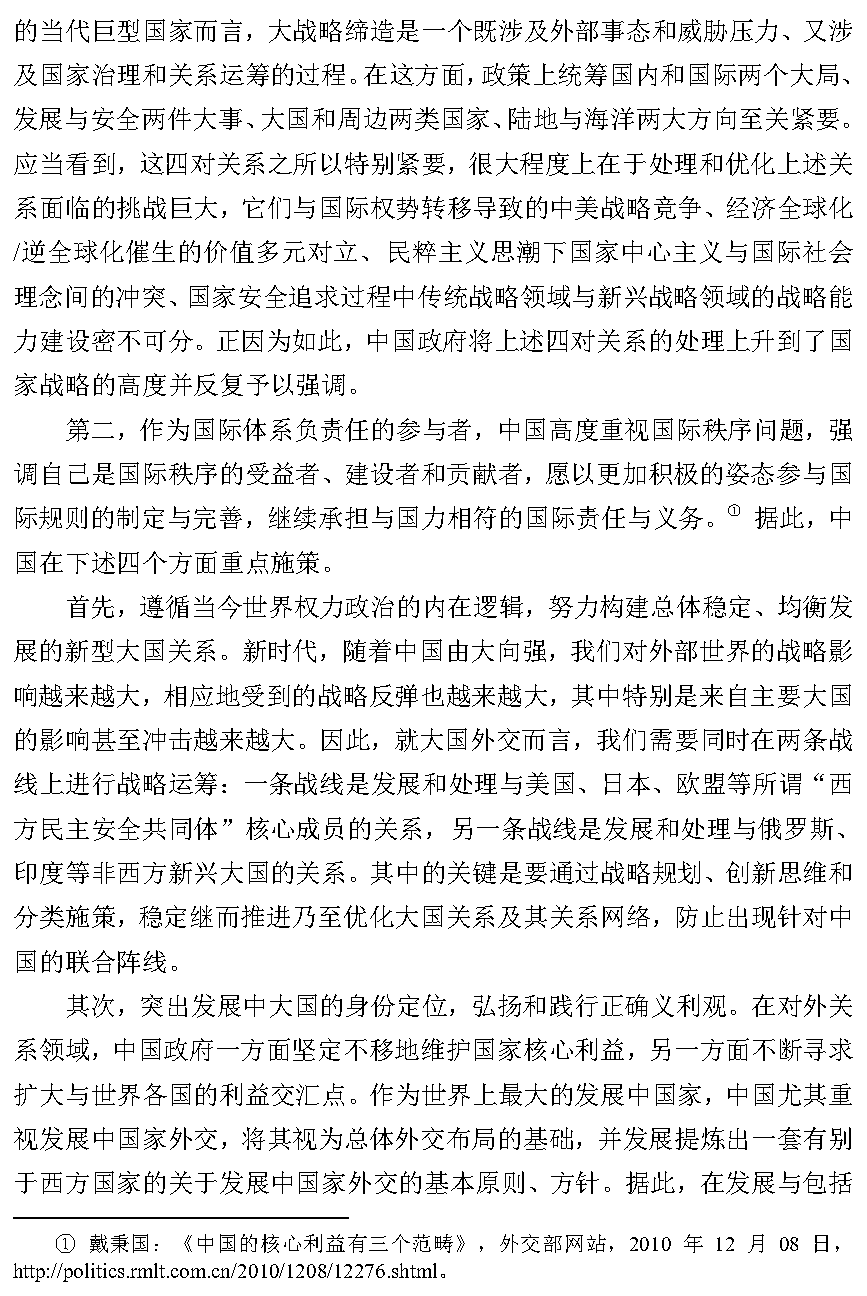 的当代巨型国家而言，大战略缔造是一个既涉及外部事态和威胁压力、又涉
及国家治理和关系运筹的过程。在这方面，政策上统筹国内和国际两个大局、
发展与安全两件大事、大国和周边两类国家、陆地与海洋两大方向至关紧要。
应当看到，这四对关系之所以特别紧要，很大程度上在于处理和优化上述关
系面临的挑战巨大，它们与国际权势转移导致的中美战略竞争、经济全球化
/逆全球化催生的价值多元对立、民粹主义思潮下国家中心主义与国际社会
理念间的冲突、国家安全追求过程中传统战略领域与新兴战略领域的战略能
力建设密不可分。正因为如此，中国政府将上述四对关系的处理上升到了国
家战略的高度并反复予以强调。
第二，作为国际体系负责任的参与者，中国高度重视国际秩序问题，强
调自己是国际秩序的受益者、建设者和贡献者，愿以更加积极的姿态参与国
际规则的制定与完善，继续承担与国力相符的国际责任与义务。① 据此，中
国在下述四个方面重点施策。
首先，遵循当今世界权力政治的内在逻辑，努力构建总体稳定、均衡发
展的新型大国关系。新时代，随着中国由大向强，我们对外部世界的战略影
响越来越大，相应地受到的战略反弹也越来越大，其中特别是来自主要大国
的影响甚至冲击越来越大。因此，就大国外交而言，我们需要同时在两条战
线上进行战略运筹：一条战线是发展和处理与美国、日本、欧盟等所谓“西
方民主安全共同体”核心成员的关系，另一条战线是发展和处理与俄罗斯、
印度等非西方新兴大国的关系。其中的关键是要通过战略规划、创新思维和
分类施策，稳定继而推进乃至优化大国关系及其关系网络，防止出现针对中
国的联合阵线。
其次，突出发展中大国的身份定位，弘扬和践行正确义利观。在对外关
系领域，中国政府一方面坚定不移地维护国家核心利益，另一方面不断寻求
扩大与世界各国的利益交汇点。作为世界上最大的发展中国家，中国尤其重
视发展中国家外交，将其视为总体外交布局的基础，并发展提炼出一套有别
于西方国家的关于发展中国家外交的基本原则、方针。据此，在发展与包括
① 戴秉国：《中国的核心利益有三个范畴》，外交部网站，2010 年 12 月 08 日，
http://politics.rmlt.com.cn/2010/1208/12276.shtml。